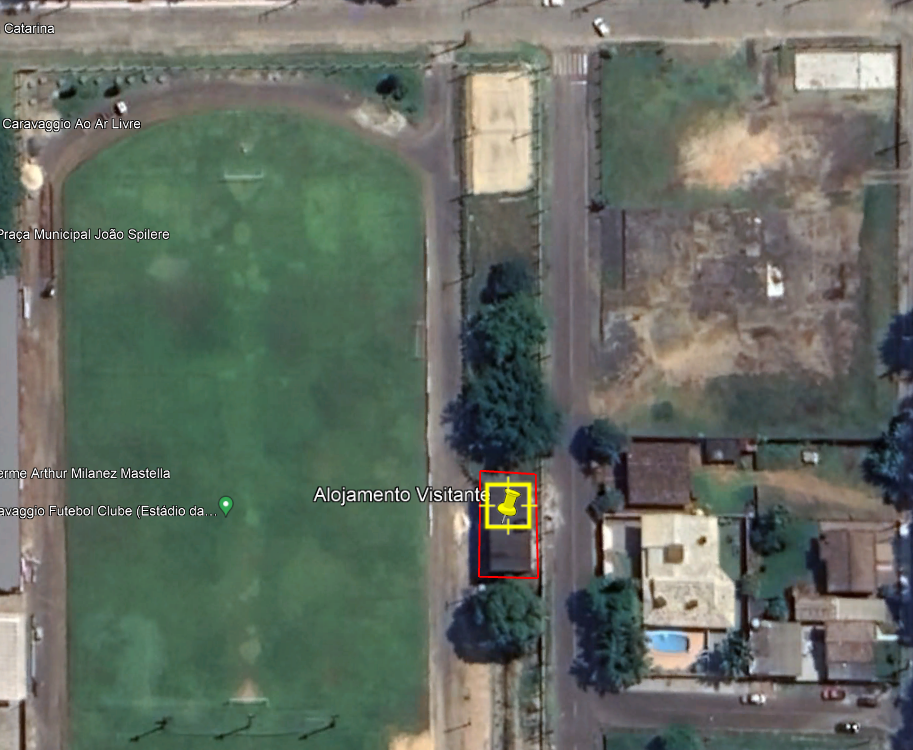 Catarina
Caravaggio Ao Ar Livre
Praça Municipal João Spilere
erme Arthur Milanez Mastella
Alojamento Visitante
avaggio Futebol Clube (Estádio da...